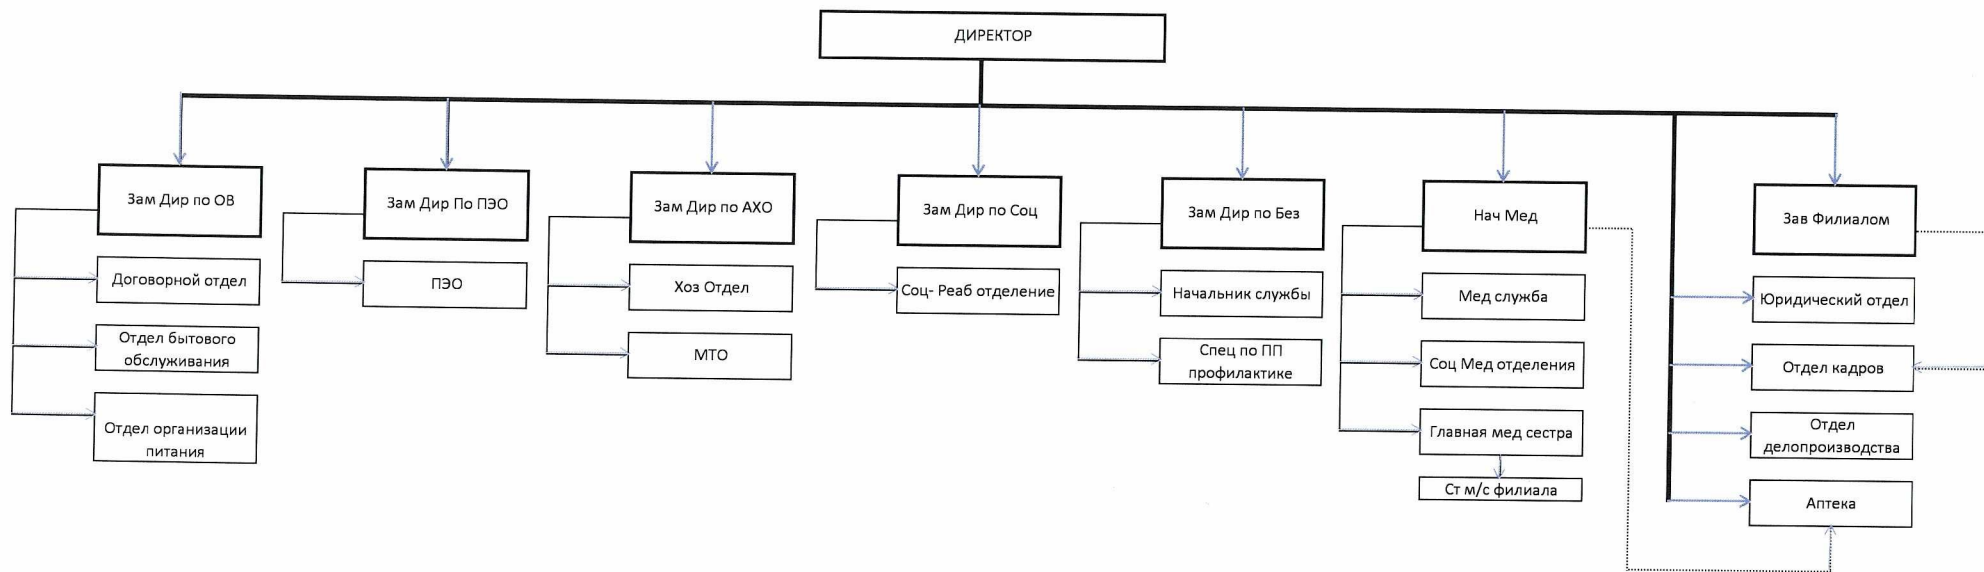 ДИРЕКТОР
Зам Дир по ОВ
Зам Дир По ПЭО
Зам Дир по АХО
Зам Дир по Соц
Зам Дир по Без
Нач Мед
Зав Филиалом
Договорной отдел
Отдел бытового
обслуживания
Отдел организации
питания
ПЭО
Хоз Отдел
МТО
Соц- Реаб отделение
Начальник службы
Спец по ПП
профилактике
Мед служба
Соц Мед отделения
Главная мед сестра
Ст м/с филиала
Юридический отдел
Отдел кадров
Отдел
делопроизводства
Аптека